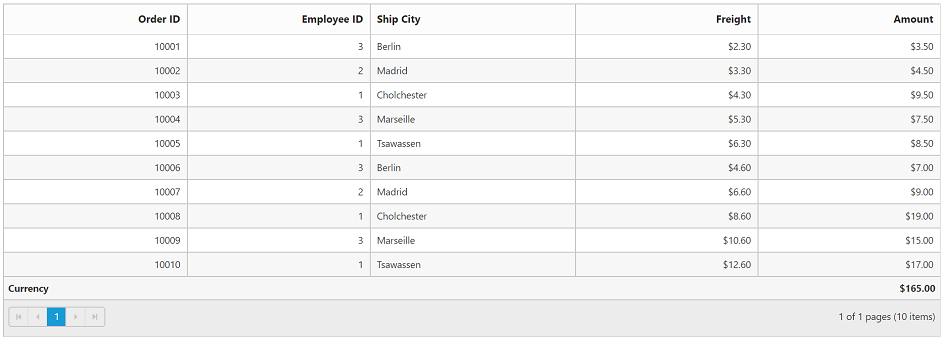 Order ID Employee ID Ship City Freight Amount
10001 3 Berlin $2.30 $3.50
10002 2 Madrid $3.30 $4.50
10003 1 Cholchester $4.30 $9.50
10004 3 Marseille $5.30 $7.50
10005 1 Tsawassen $6.30 $8.50
10006 3 Berlin $4.60 $7.00
10007 2 Madrid $6.60 $9.00
10008 1 Cholchester $8.60 $19.00
10009 3 Marseille $10.60 $15.00
10010 1 Tsawassen $12.60 $17.00
Currency $165.00
1 1 of 1 pages (10 items)